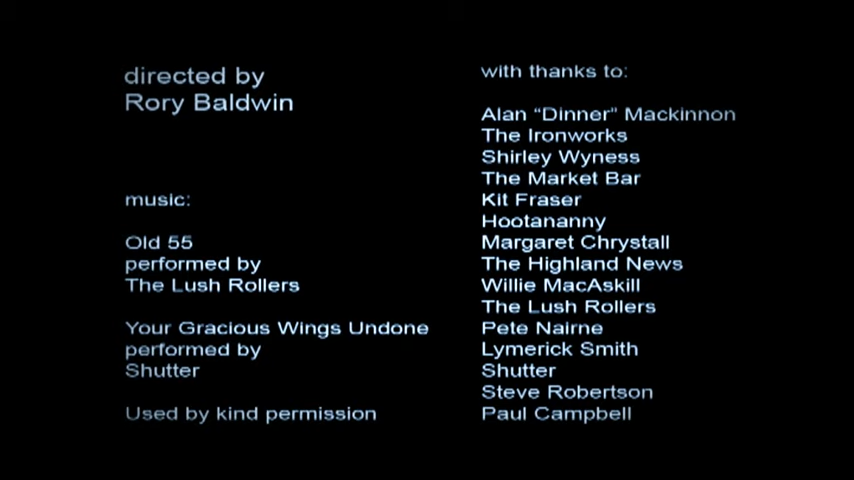 directed by
Rory Baldwin
music:
Old 55
performed by
The Lush Rollers
Your Gracious Wings Undone
performed by
Shutter
Used by kind permission
with thanks to:
Alan “Dinner” Mackinnon
The Ironworks
Shirley Wyness
The Market Bar
Kit Fraser
Hootananny
Margaret Chrystall
The Highland News
Willie MacAskill
The Lush Rollers
Pete Nairne
Lymerick Smith
Shutter
Steve Robertson
Paul Campbell